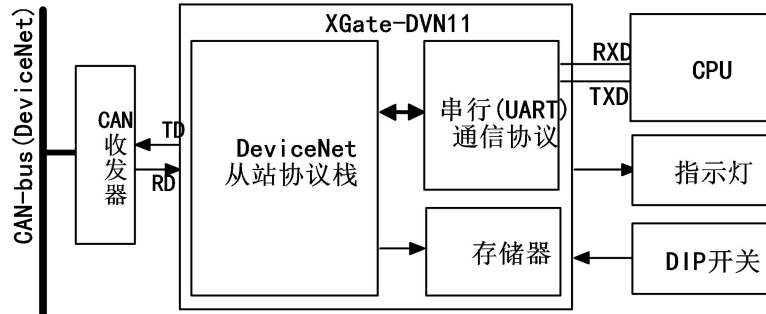 CAN-bus(DeviceNet)
CAN
收
发
器
TD
RD
XGate-DVN11
DeviceNet
从站协议栈
串行(UART)
通信协议
存储器
RXD
TXD
CPU
指示灯
DIP开关